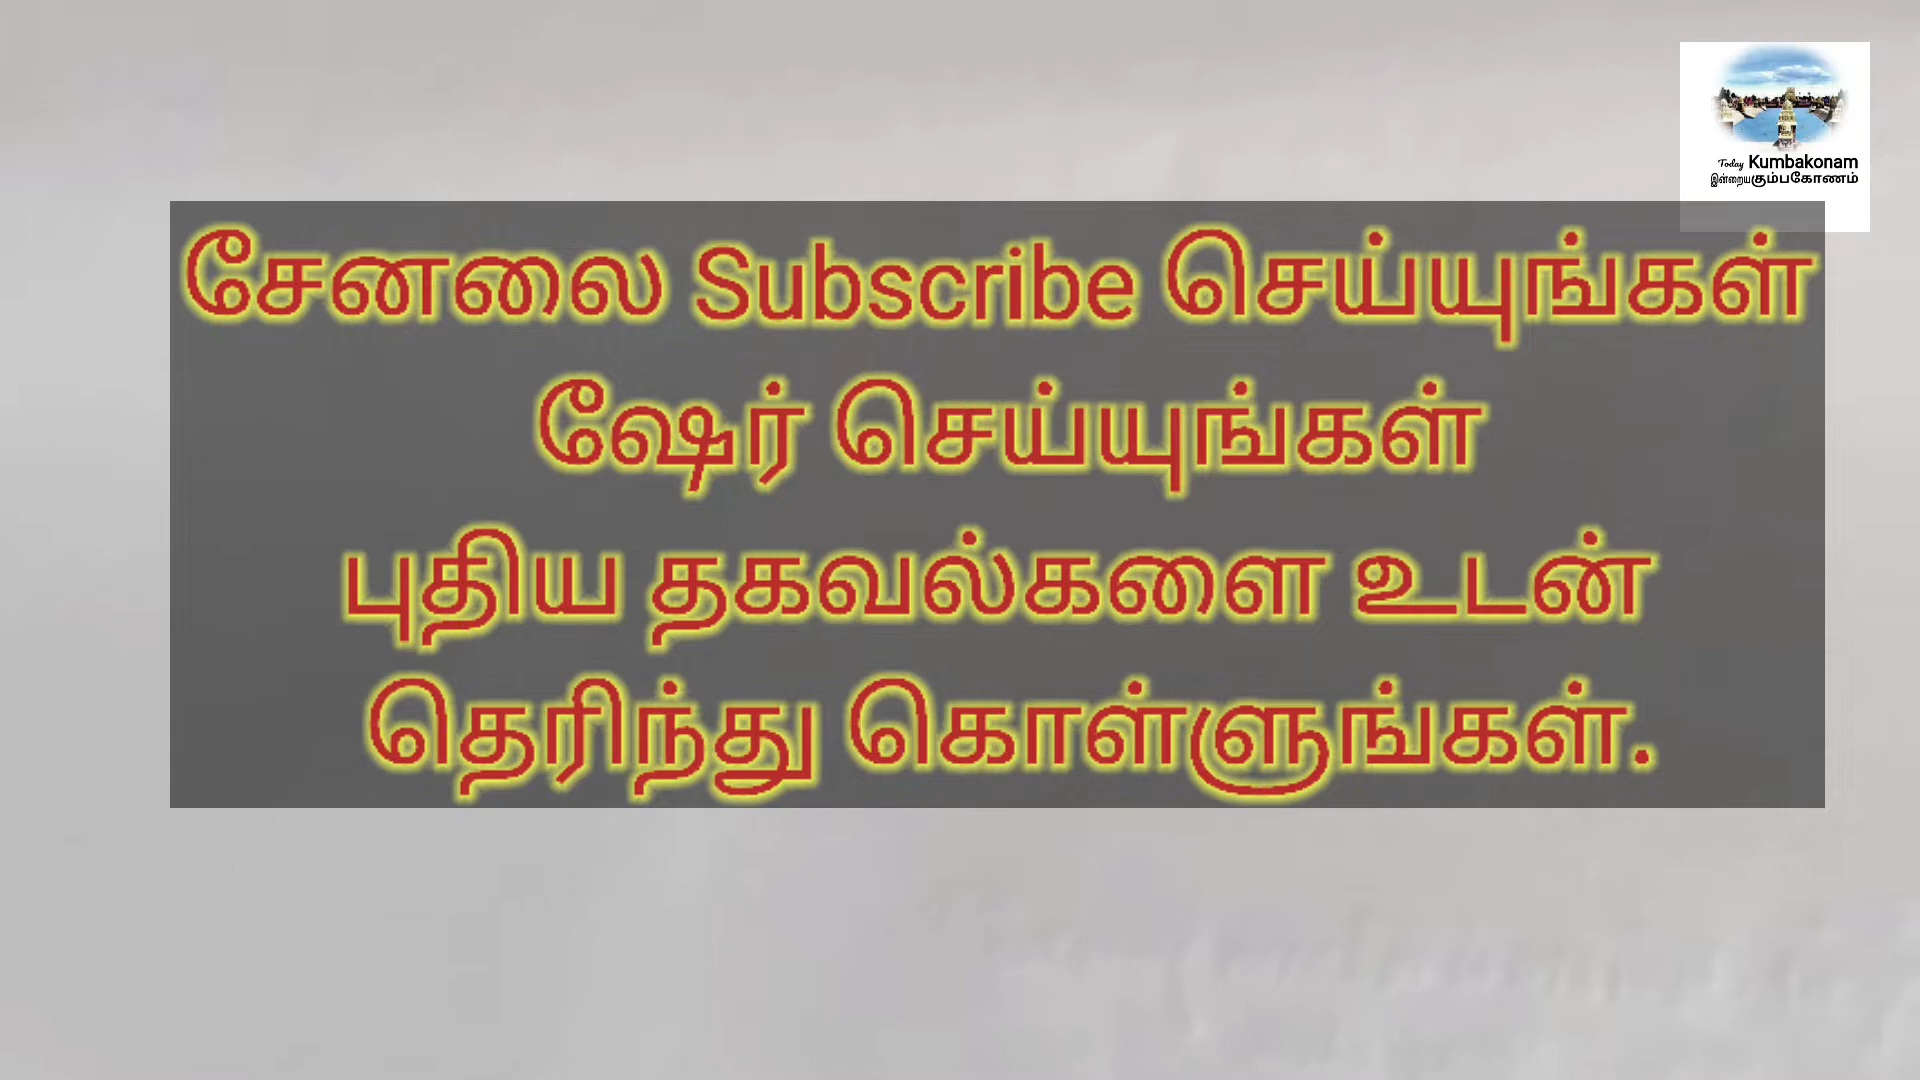 Today Kumbakonam
இன்றையகும்பகோணம்
சேனலை Subscribe செய்யுங்கள்
ஷேர் செய்யுங்கள்
புதிய தகவல்களை உடன்
தெரிந்து கொள்ளுங்கள்.